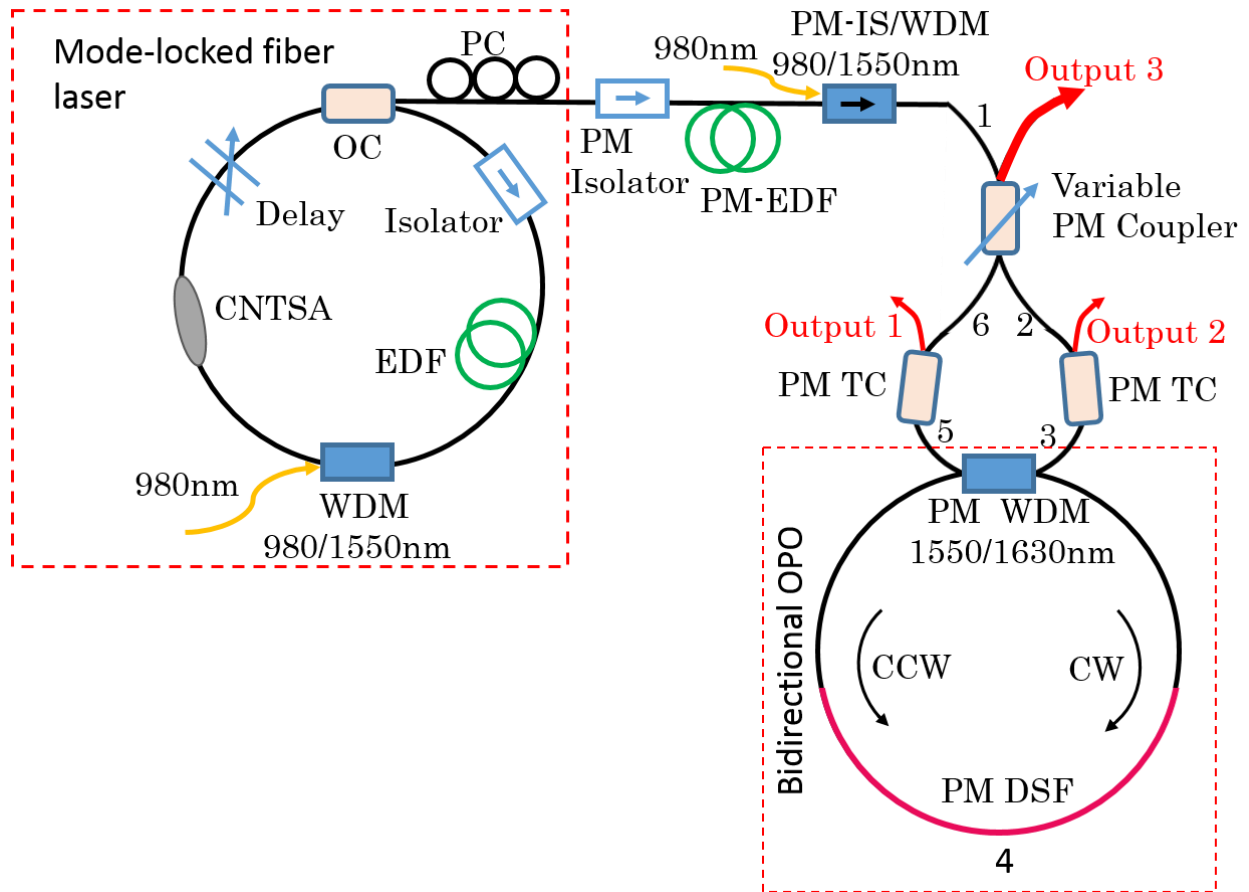 Mode-locked fiber
laser
PC
OC
Delay
Isolator
CNTSA
EDF
980nm
WDM
980/1550nm
PM
Isolator
PM-EDF
980nm
PM-IS/WDM
980/1550nm
Output 3
1
Variable
PM Coupler
6
2
Output 1
Output 2
PM TC
PM TC
5
3
PM WDM
1550/1630nm
Bidirectional OPO
CCW
CW
PM DSF
4